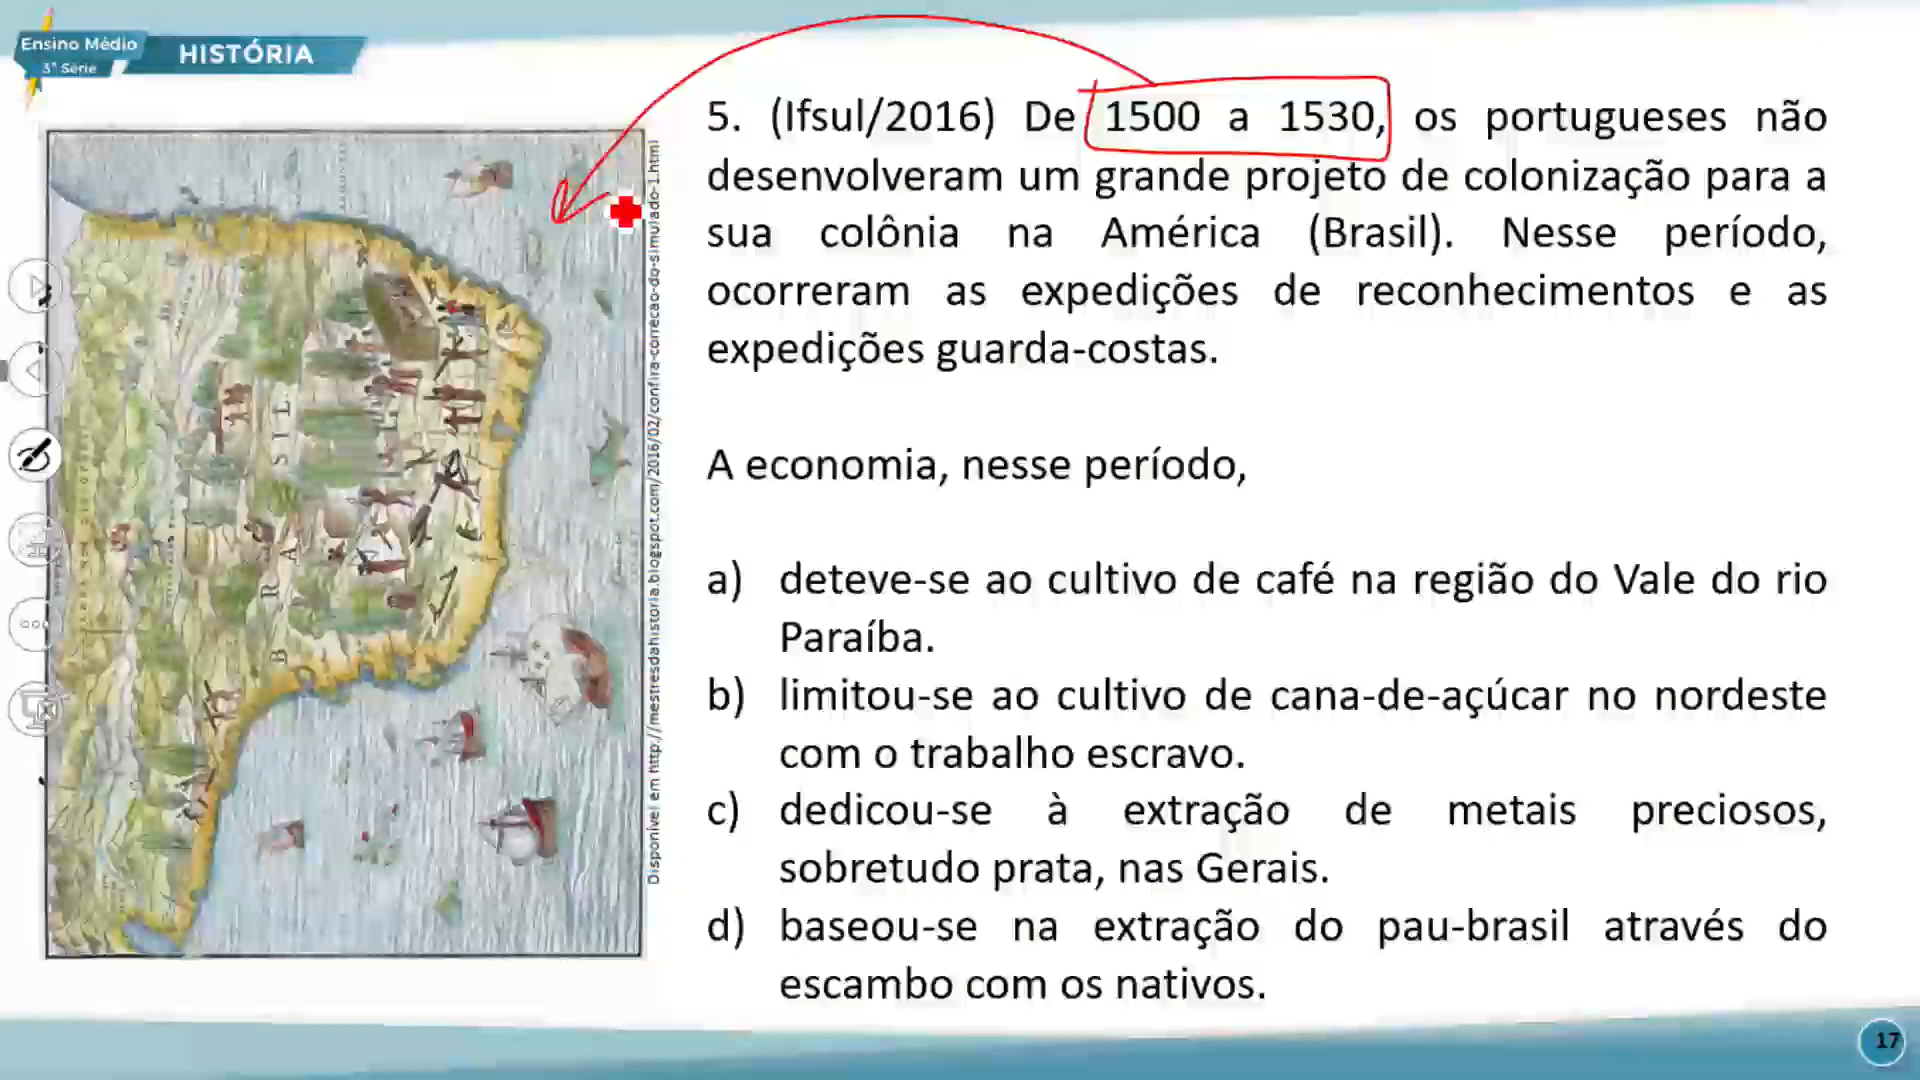 Ensino Médio
3ª Série
HISTÓRIA
5. (Ifsul/2016) De 1500 a 1530, os portugueses não
desenvolveram um grande projeto de colonização para a
sua colônia na América (Brasil). Nesse período,
ocorreram as expedições de reconhecimentos e as
expedições guarda-costas.
A economia, nesse período,
a) deteve-se ao cultivo de café na região do Vale do rio
Paraíba.
b) limitou-se ao cultivo de cana-de-açúcar no nordeste
com o trabalho escravo.
c) dedicou-se à extração de metais preciosos,
sobretudo prata, nas Gerais.
d) baseou-se na extração do pau-brasil através do
escambo com os nativos.
Disponível em http://mestresdahistoria.blogspot.com/2016/02/confira-correcao-do-simulado-1.html
BRASIL
17